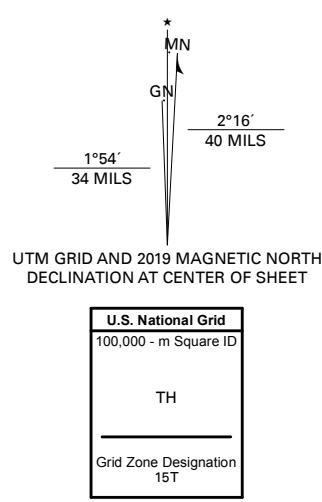 ★
MN
GN
2°16´
40 MILS
1°54´
34 MILS
UTM GRID AND 2019 MAGNETIC NORTH
DECLINATION AT CENTER OF SHEET
U.S. National Grid
100,000 - m Square ID
TH
Grid Zone Designation
15T